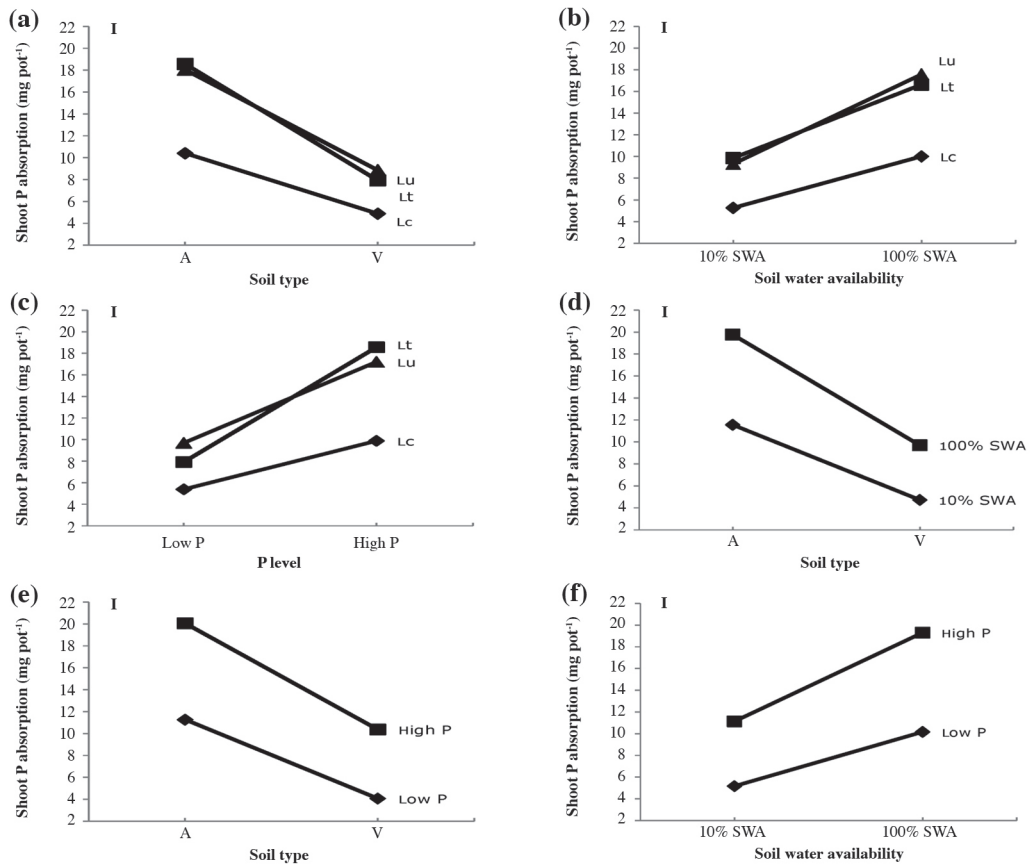 (a)
Shoot P absorption (mg pot-1)
22
20
18
16
14
12
10
8
6
4
2
I
Lu
Lt
Lc
A
V
Soil type
(b)
Shoot P absorption (mg pot-1)
22
20
18
16
14
12
10
8
6
4
2
I
Lu
Lt
Lc
10% SWA
100% SWA
Soil water availability
(c)
Shoot P absorption (mg pot-1)
22
20
18
16
14
12
10
8
6
4
2
I
Lt
Lu
Lc
Low P
High P
P level
(d)
Shoot P absorption (mg pot-1)
22
20
18
16
14
12
10
8
6
4
2
I
100% SWA
10% SWA
A
V
Soil type
(e)
Shoot P absorption (mg pot-1)
22
20
18
16
14
12
10
8
6
4
2
I
High P
Low P
A
V
Soil type
(f)
Shoot P absorption (mg pot-1)
22
20
18
16
14
12
10
8
6
4
2
I
High P
Low P
10% SWA
100% SWA
Soil water availability